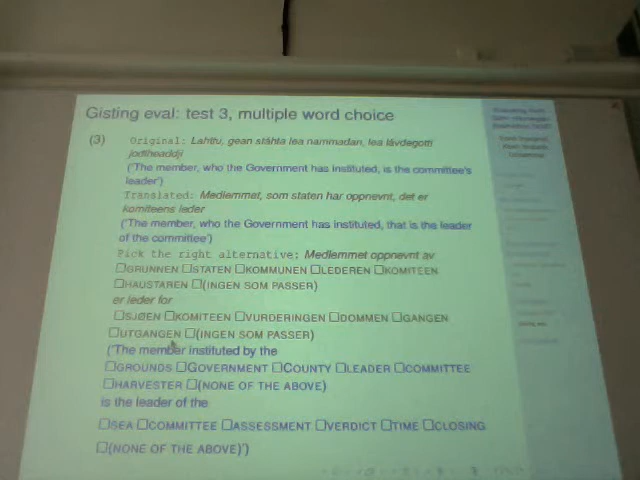 Gisting eval: test 3, multiple word choice
(3) Original: Lahttu, gean stáhta lea nammadan, lea lávdegotti
jođiheaddji
('The member, who the Government has instituted, is the committee's
leader')
Translated: Medlemmet, som staten har oppnevnt, det er
komiteens leder
('The member, who the Government has instituted, that is the leader
of the committee')
Pick the right alternative: Medlemmet oppnevnt av
☐GRUNNEN ☐STATEN ☐KOMMUNEN ☐LEDEREN ☐KOMITEEN
☐HAUSTAREN ☐(INGEN SOM PASSER)
er leder for
☐SJØEN ☐KOMITEEN ☐VURDERINGEN ☐DOMMEN ☐GANGEN
☐UTGANGEN ☐(INGEN SOM PASSER)
('The member instituted by the
☐GROUNDS ☐GOVERNMENT ☐COUNTY ☐LEADER ☐COMMITTEE
☐HARVESTER ☐(NONE OF THE ABOVE)
is the leader of the
☐SEA ☐COMMITTEE ☐ASSESSMENT ☐VERDICT ☐TIME ☐CLOSING
☐(NONE OF THE ABOVE)')